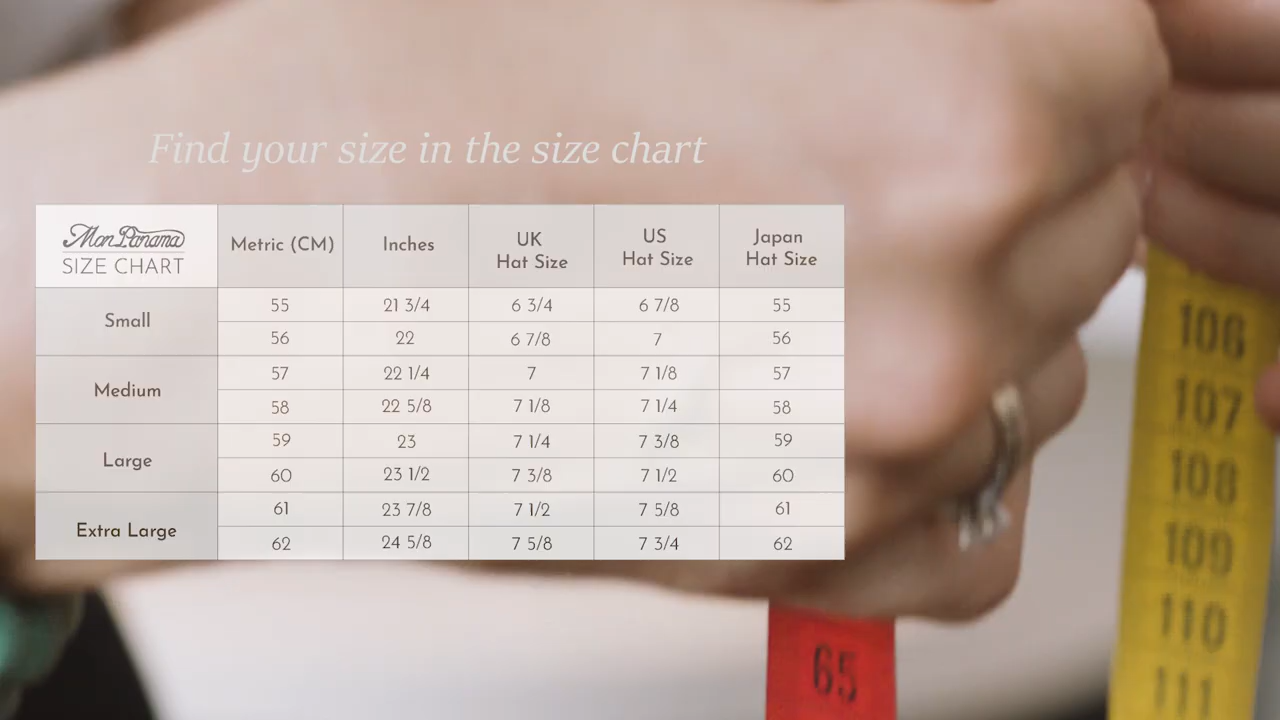 Find your size in the size chart
Mon Panama
SIZE CHART
Metric (CM) Inches UK Hat Size US Hat Size Japan Hat Size
Small 55 21 3/4 6 3/4 6 7/8 55
56 22 6 7/8 7 56
Medium 57 22 1/4 7 7 1/8 57
58 22 5/8 7 1/8 7 1/4 58
Large 59 23 7 1/4 7 3/8 59
60 23 1/2 7 3/8 7 1/2 60
Extra Large 61 23 7/8 7 1/2 7 5/8 61
62 24 5/8 7 5/8 7 3/4 62
106
107
108
109
110
111
65